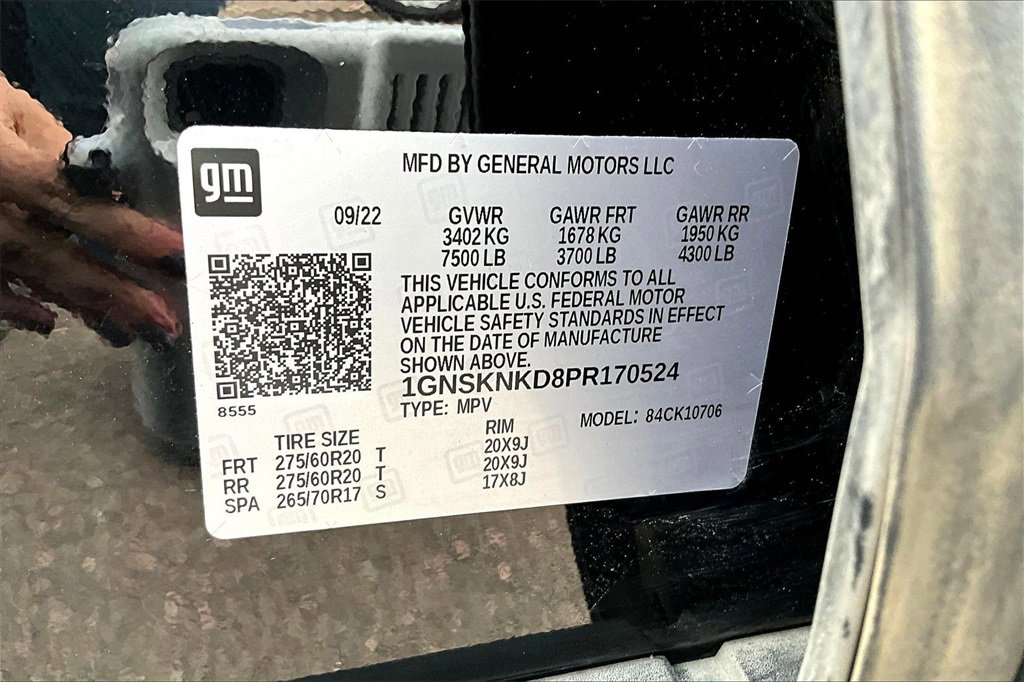 gm
MFD BY GENERAL MOTORS LLC
09/22 GVWR GAWR FRT GAWR RR
3402 KG 1678 KG 1950 KG
7500 LB 3700 LB 4300 LB
THIS VEHICLE CONFORMS TO ALL
APPLICABLE U.S. FEDERAL MOTOR
VEHICLE SAFETY STANDARDS IN EFFECT
ON THE DATE OF MANUFACTURE
SHOWN ABOVE.
1GNSKNKD8PR170524
8555
TYPE: MPV MODEL: 84CK10706
TIRE SIZE RIM
FRT 275/60R20 T 20X9J
RR 275/60R20 T 20X9J
SPA 265/70R17 S 17X8J